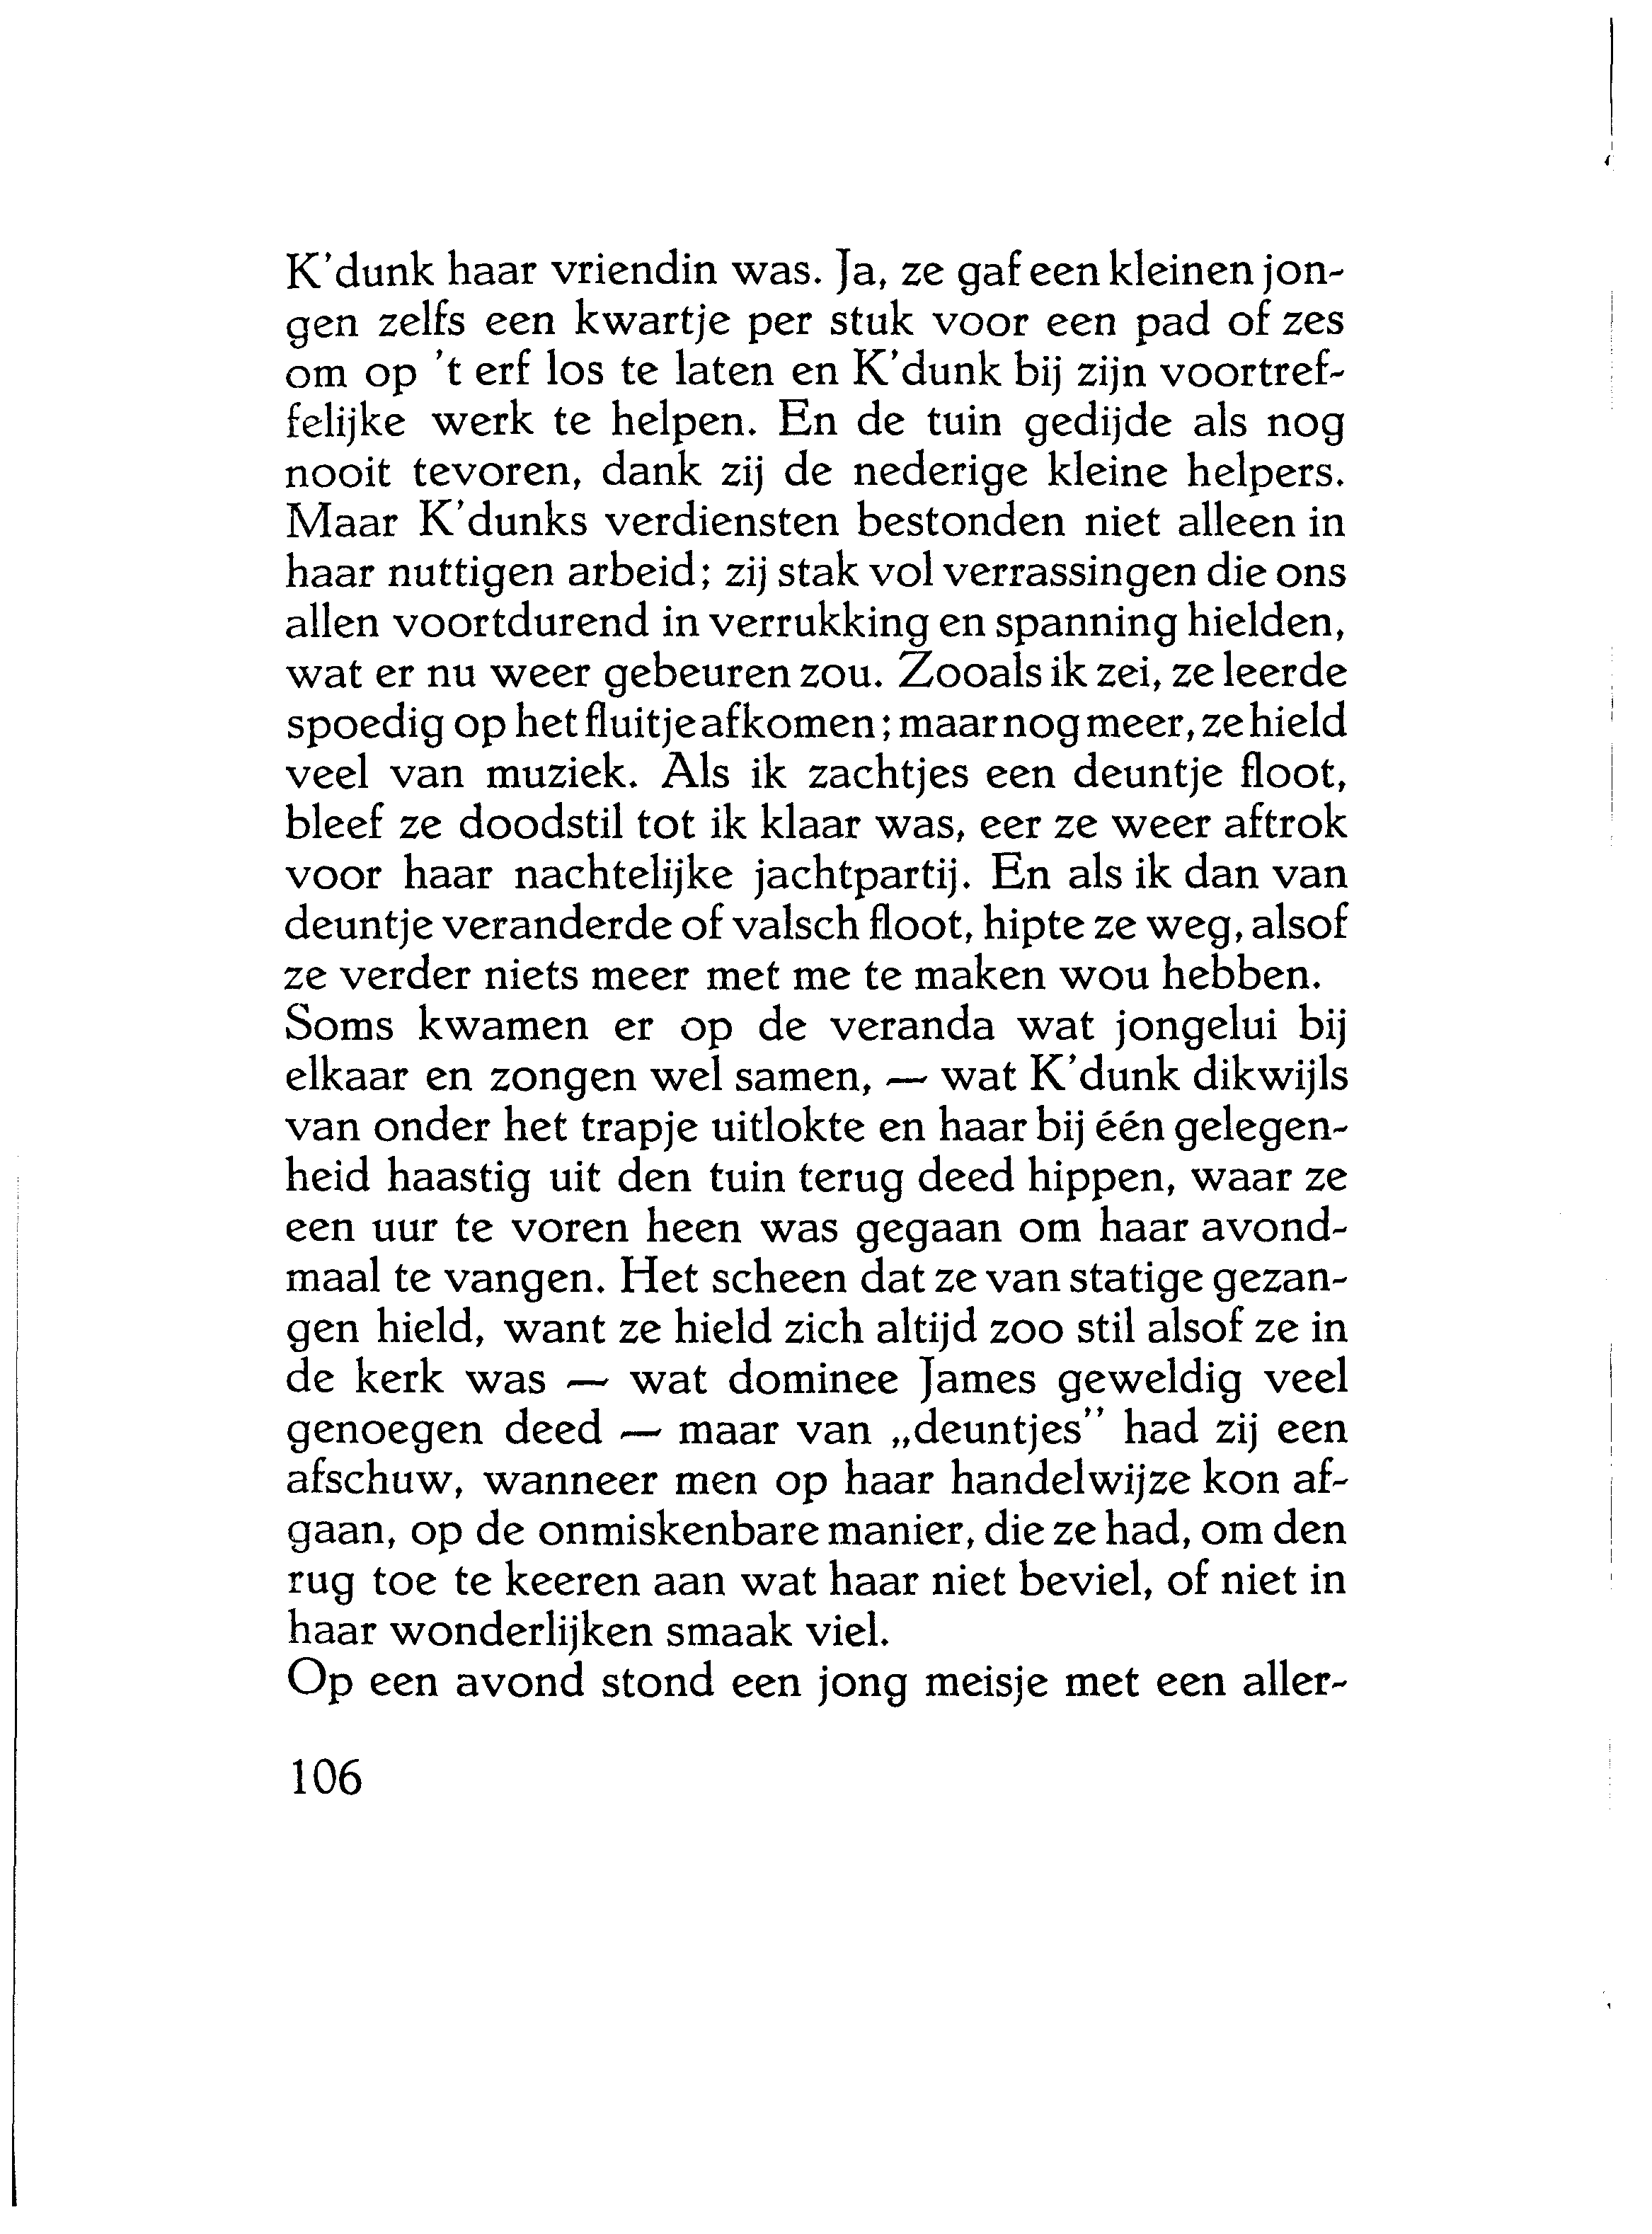 K'dunk haar vriendin was. Ja, ze gaf een kleinen jon-
gen zelfs een kwartje per stuk voor een pad of zes
om op 't erf los te laten en K'dunk bij zijn voortref-
felijke werk te helpen. En de tuin gedijde als nog
nooit tevoren, dank zij de nederige kleine helpers.
Maar K'dunks verdiensten bestonden niet alleen in
haar nuttigen arbeid; zij stak vol verrassingen die ons
allen voortdurend in verrukking en spanning hielden,
wat er nu weer gebeuren zou. Zooals ik zei, ze leerde
spoedig op het fluitje afkomen; maar nog meer, ze hield
veel van muziek. Als ik zachtjes een deuntje floot,
bleef ze doodstil tot ik klaar was, eer ze weer aftrok
voor haar nachtelijke jachtpartij. En als ik dan van
deuntje veranderde of valsch floot, hipte ze weg, alsof
ze verder niets meer met me te maken wou hebben.
Soms kwamen er op de veranda wat jongelui bij
elkaar en zongen wel samen, — wat K'dunk dikwijls
van onder het trapje uitlokte en haar bij één gelegen-
heid haastig uit den tuin terug deed hippen, waar ze
een uur te voren heen was gegaan om haar avond-
maal te vangen. Het scheen dat ze van statige gezan-
gen hield, want ze hield zich altijd zoo stil alsof ze in
de kerk was — wat dominee James geweldig veel
genoegen deed — maar van „deuntjes" had zij een
afschuw, wanneer men op haar handelwijze kon af-
gaan, op de onmiskenbare manier, die ze had, om den
rug toe te keeren aan wat haar niet beviel, of niet in
haar wonderlijken smaak viel.
Op een avond stond een jong meisje met een aller-
106